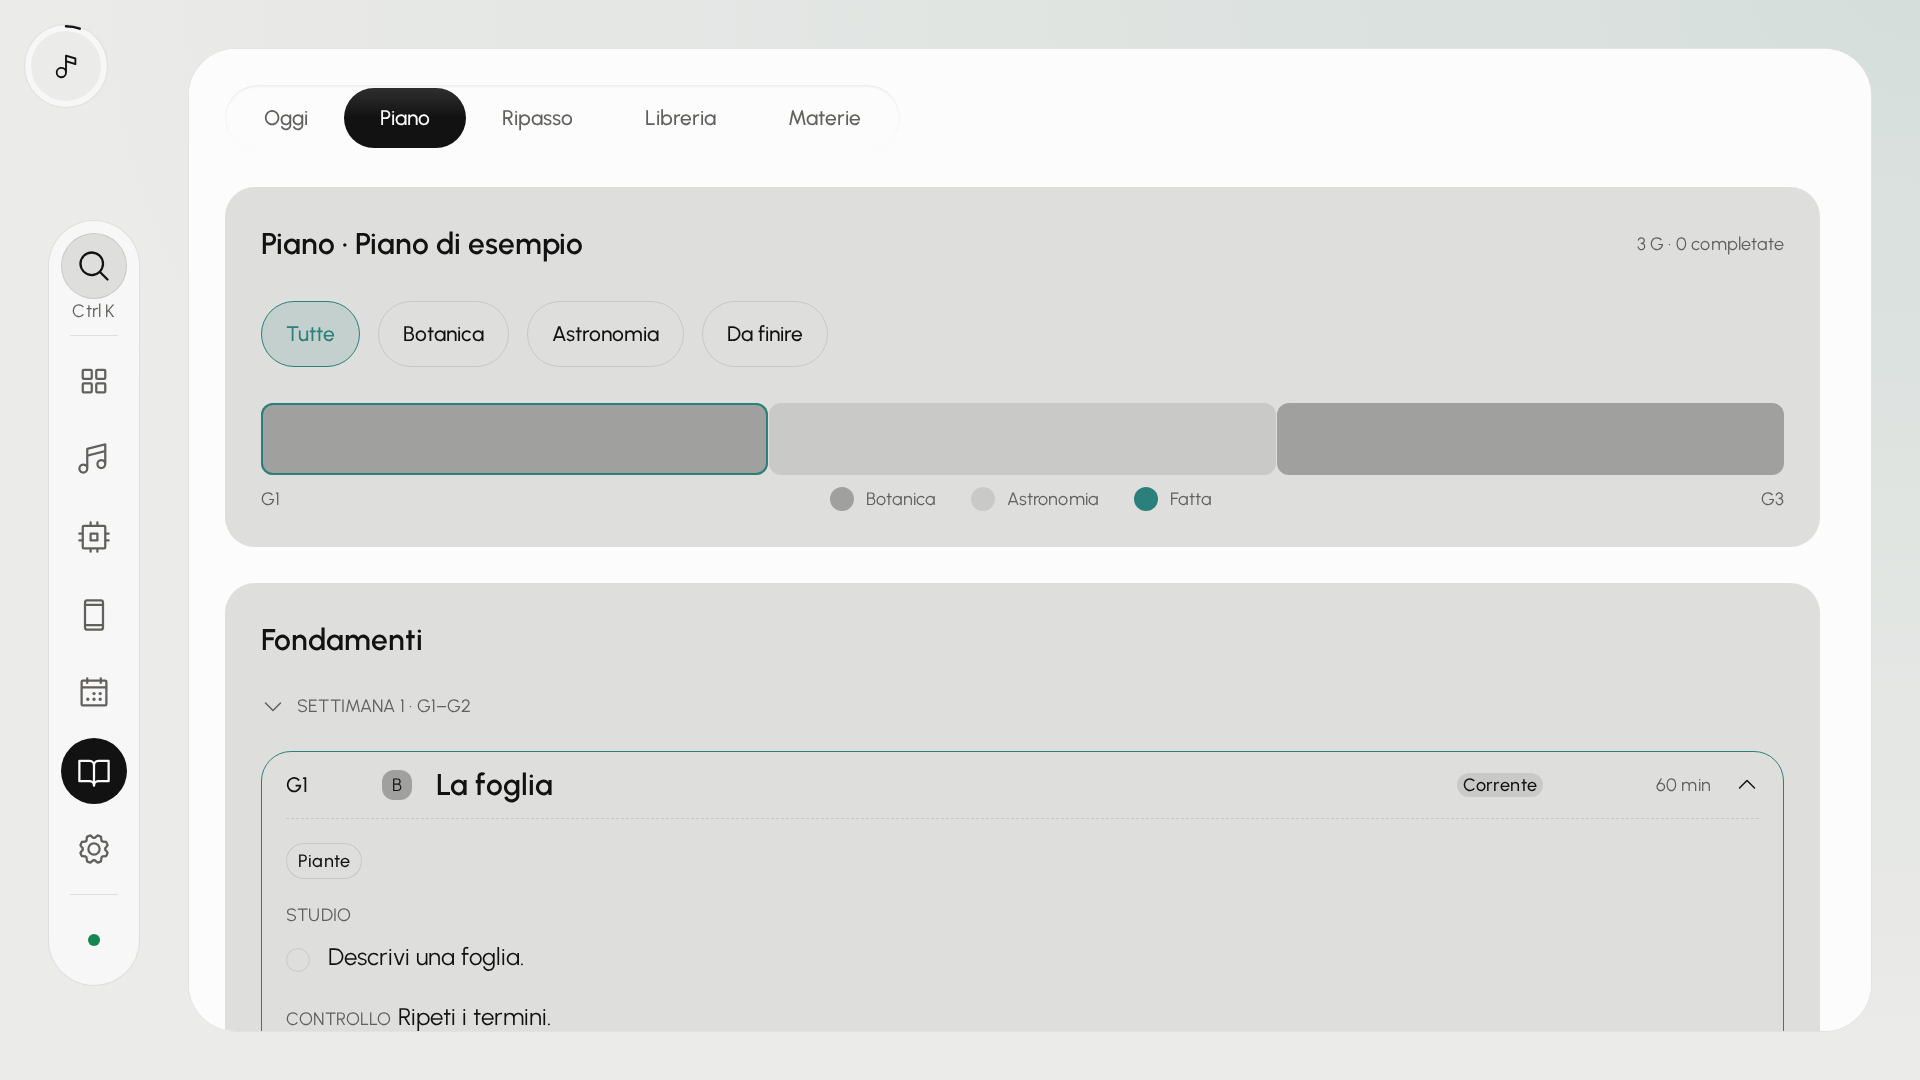 Oggi Piano Ripasso Libreria Materie
Piano · Piano di esempio
3 G · 0 completate
Ctrl K
Tutte Botanica Astronomia Da finire
G1 Botanica Astronomia Fatta G3
Fondamenti
SETTIMANA 1 · G1–G2
G1 B La foglia Corrente 60 min
Piante
STUDIO
Descrivi una foglia.
CONTROLLO Ripeti i termini.